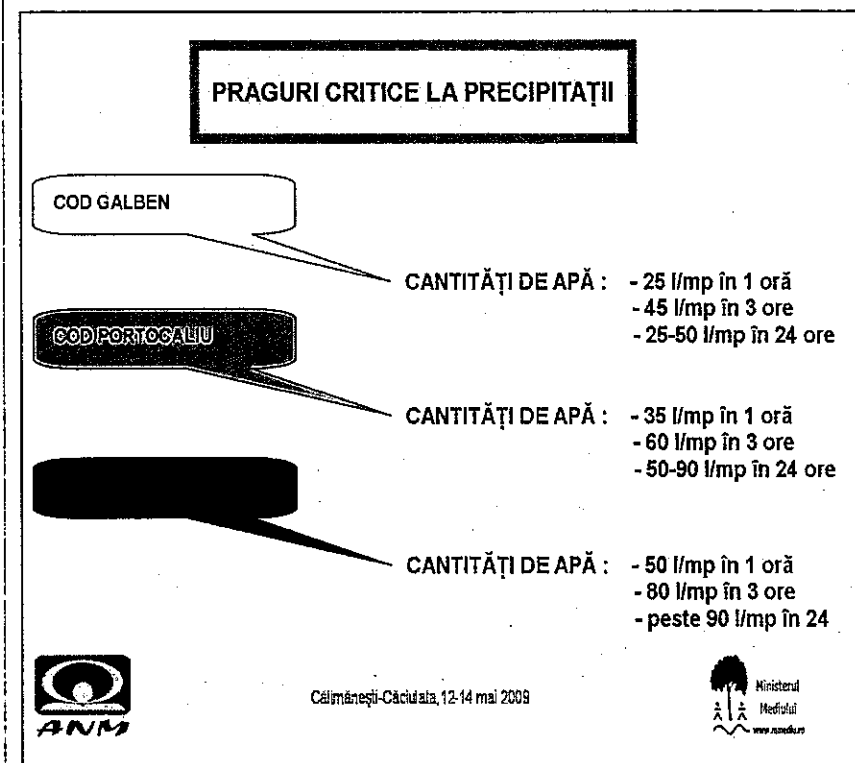 PRAGURI CRITICE LA PRECIPITAȚII
COD GALBEN
CANTITĂȚI DE APĂ : - 25 l/mp în 1 oră
- 45 l/mp în 3 ore
- 25-50 l/mp în 24 ore
COD PORTOCALIU
CANTITĂȚI DE APĂ : - 35 l/mp în 1 oră
- 60 l/mp în 3 ore
- 50-90 l/mp în 24 ore
CANTITĂȚI DE APĂ : - 50 l/mp în 1 oră
- 80 l/mp în 3 ore
- peste 90 l/mp în 24
ANM
Călimănești-Căciulata, 12-14 mai 2009
Ministerul
Mediului
www.mmediu.ro